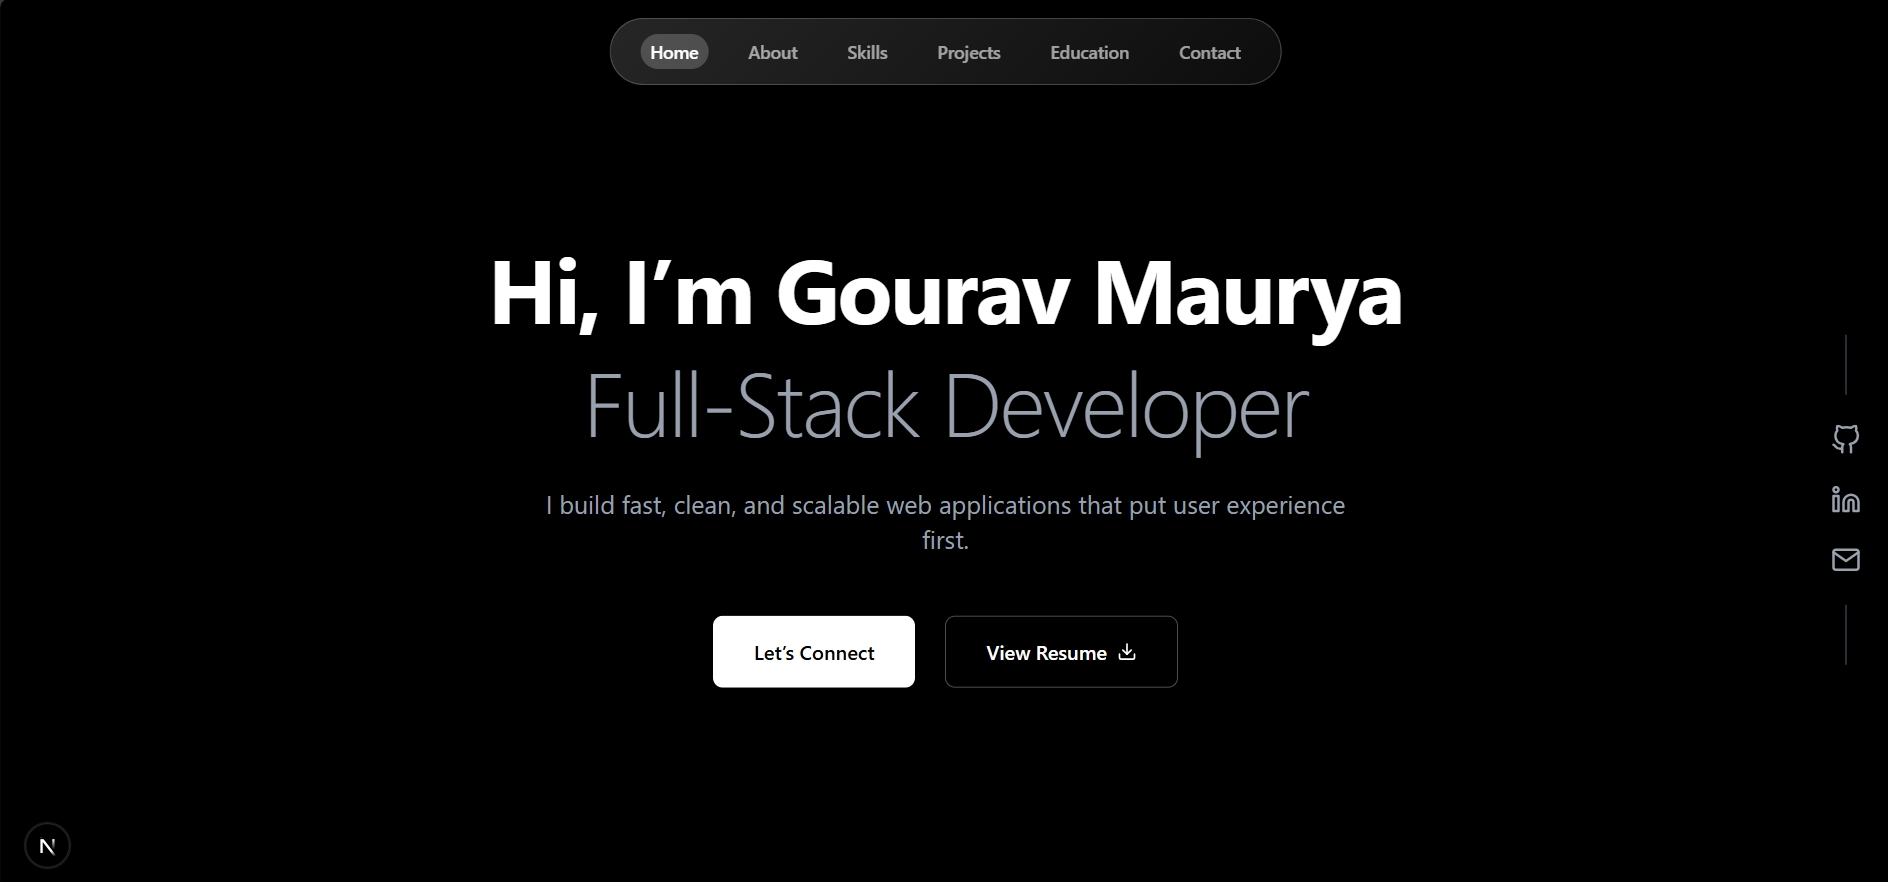 Home About Skills Projects Education Contact
Hi, I’m Gourav Maurya
Full-Stack Developer
I build fast, clean, and scalable web applications that put user experience
first.
Let’s Connect
View Resume
N